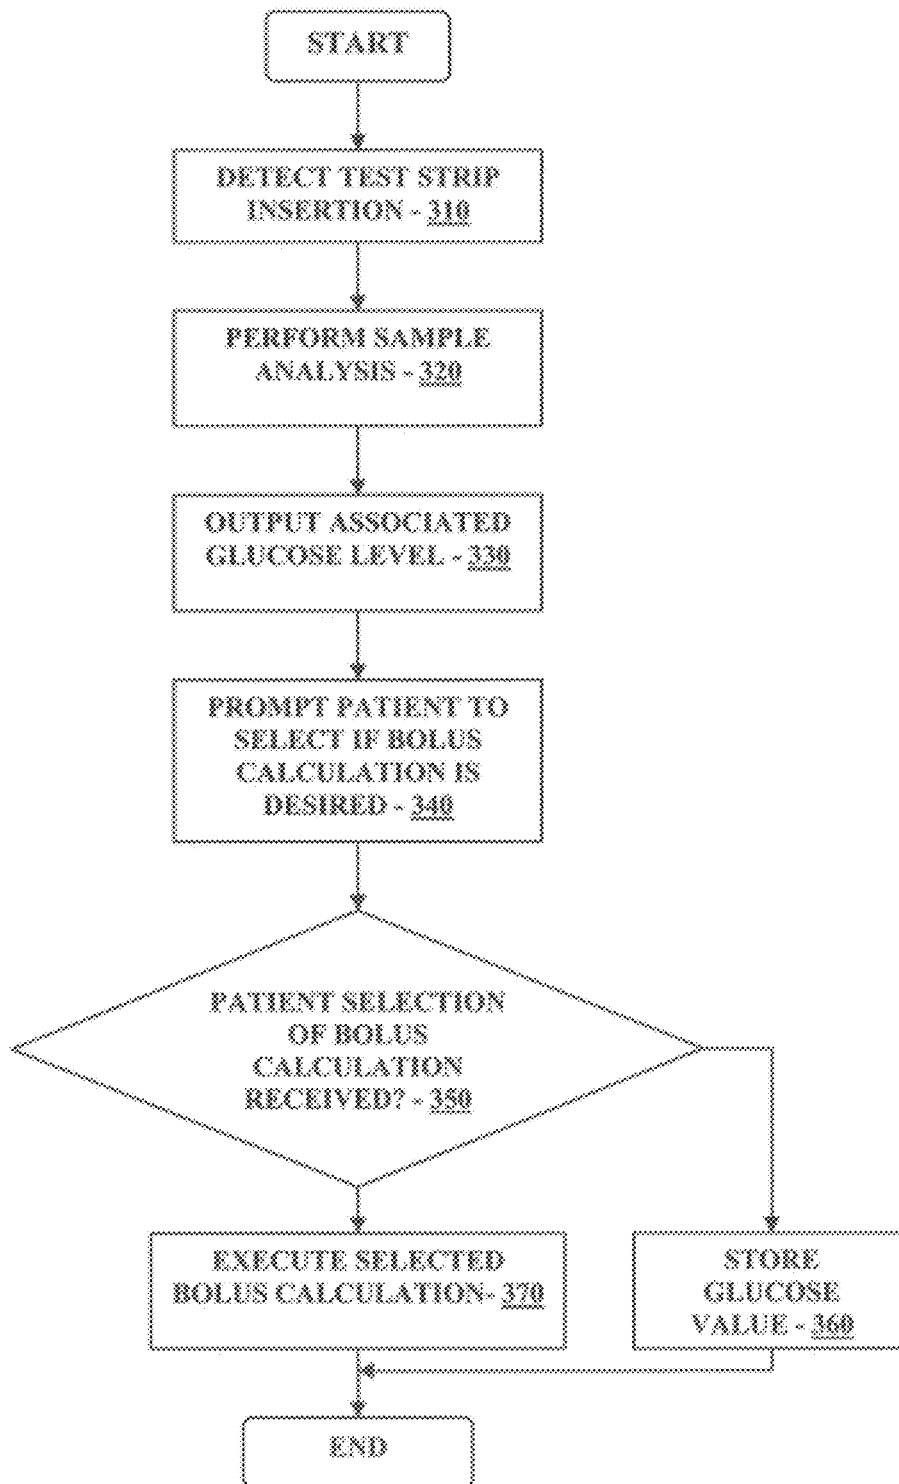 START
DETECT TEST STRIP
INSERTION - 310
PERFORM SAMPLE
ANALYSIS - 320
OUTPUT ASSOCIATED
GLUCOSE LEVEL - 330
PROMPT PATIENT TO
SELECT IF BOLUS
CALCULATION IS
DESIRED - 340
PATIENT SELECTION
OF BOLUS
CALCULATION
RECEIVED? - 350
EXECUTE SELECTED
BOLUS CALCULATION- 370
STORE
GLUCOSE
VALUE - 360
END